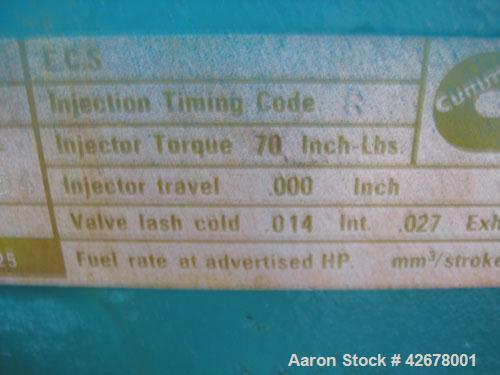 E.C.S
Injection Timing Code R
Injector Torque 70 Inch-Lbs.
Injector travel .000 Inch
Valve lash cold .014 Int. .027 Exh
25 Fuel rate at advertised HP. mm³/stroke
Aaron Stock # 42678001